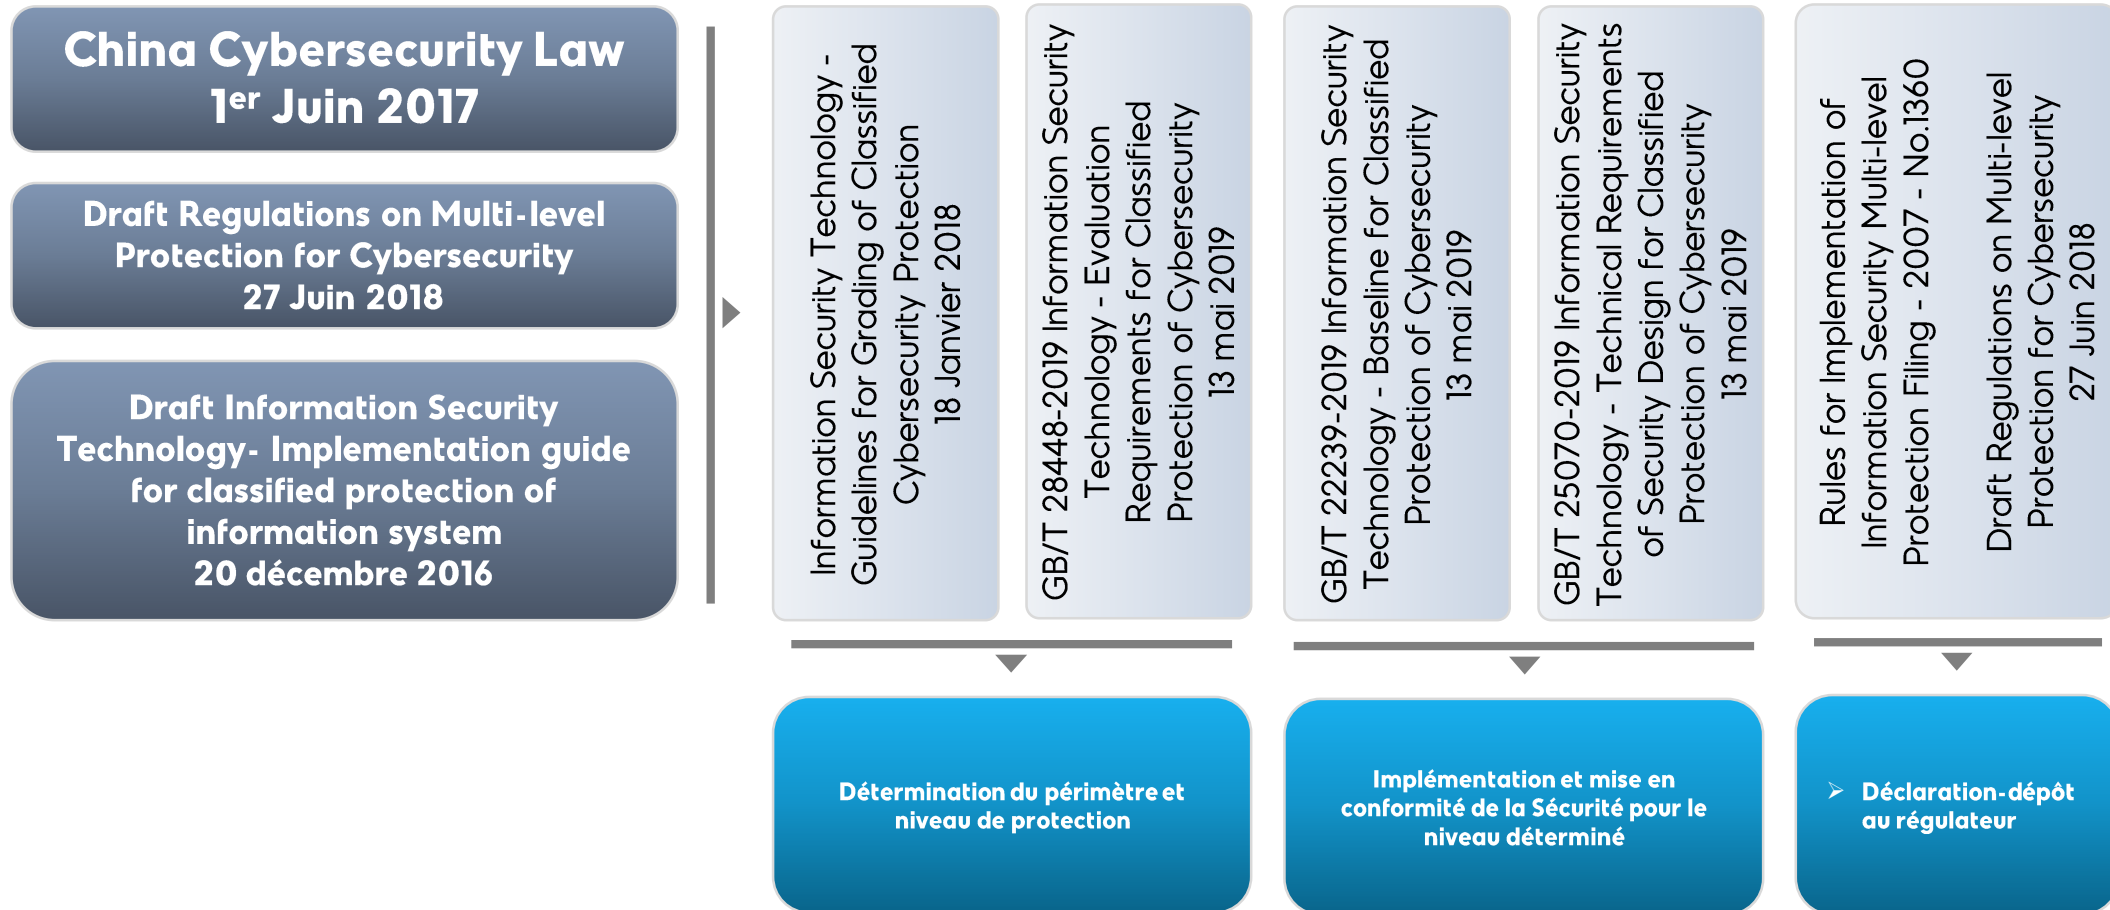 China Cybersecurity Law
1er Juin 2017
Draft Regulations on Multi-level
Protection for Cybersecurity
27 Juin 2018
Draft Information Security
Technology- Implementation guide
for classified protection of
information system
20 décembre 2016
Information Security Technology -
Guidelines for Grading of Classified
Cybersecurity Protection
18 Janvier 2018
GB/T 28448-2019 Information Security
Technology - Evaluation
Requirements for Classified
Protection of Cybersecurity
13 mai 2019
GB/T 22239-2019 Information Security
Technology - Baseline for Classified
Protection of Cybersecurity
13 mai 2019
GB/T 25070-2019 Information Security
Technology - Technical Requirements
of Security Design for Classified
Protection of Cybersecurity
13 mai 2019
Rules for Implementation of
Information Security Multi-level
Protection Filing - 2007 - No.1360
Draft Regulations on Multi-level
Protection for Cybersecurity
27 Juin 2018
Détermination du périmètre et
niveau de protection
Implémentation et mise en
conformité de la Sécurité pour le
niveau déterminé
➢ Déclaration-dépôt
au régulateur